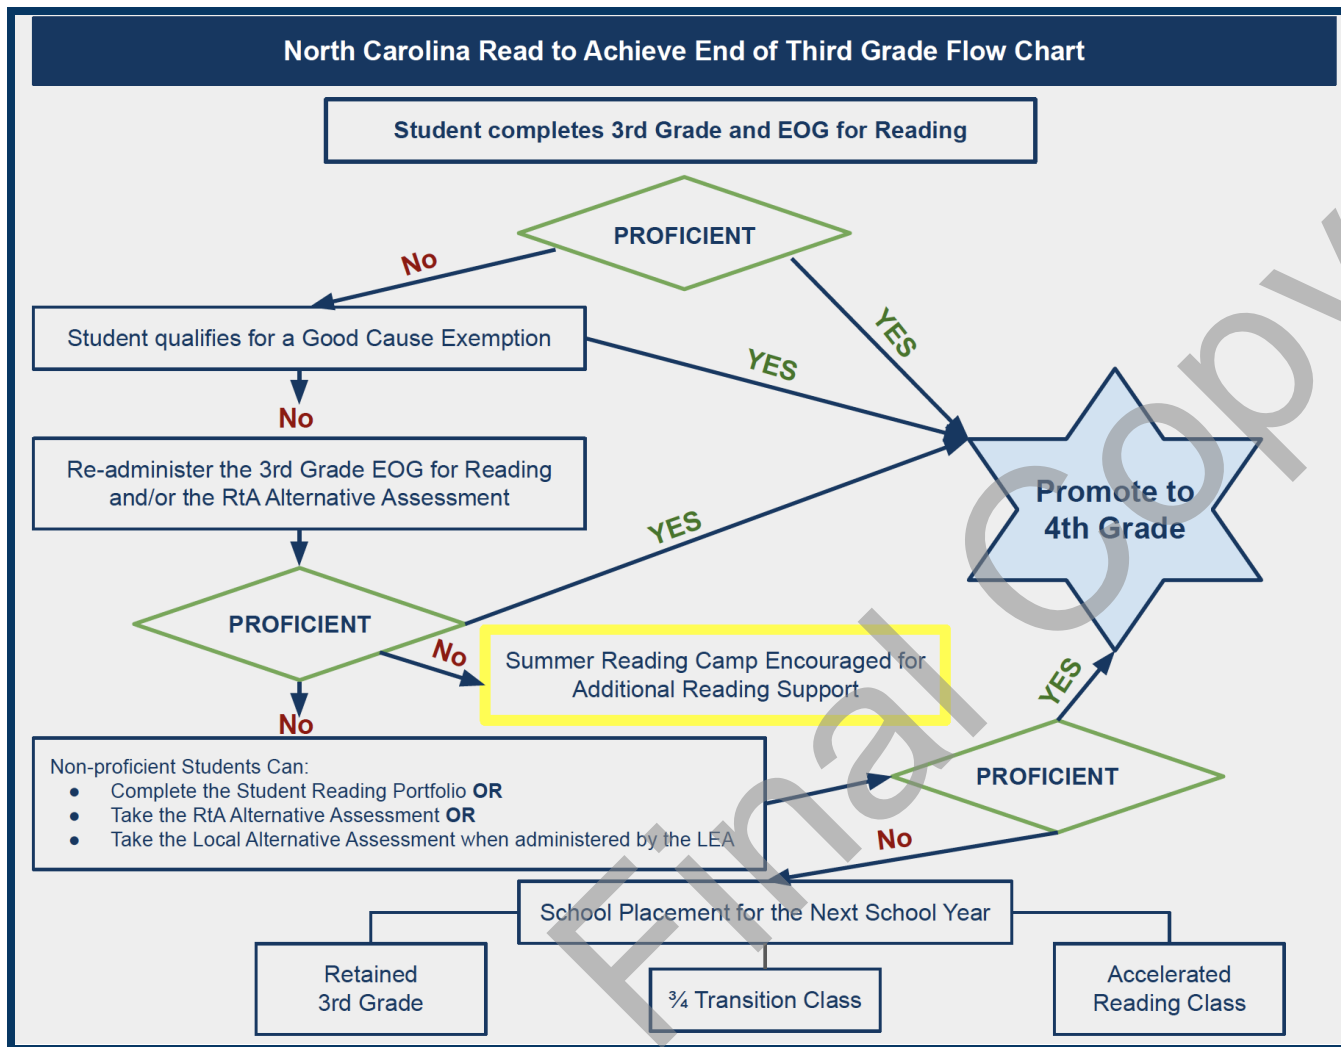 North Carolina Read to Achieve End of Third Grade Flow Chart
Student completes 3rd Grade and EOG for Reading
PROFICIENT
No
YES
Student qualifies for a Good Cause Exemption
YES
No
Re-administer the 3rd Grade EOG for Reading
and/or the RtA Alternative Assessment
YES
Promote to
4th Grade
PROFICIENT
No
Summer Reading Camp Encouraged for
Additional Reading Support
No
YES
Non-proficient Students Can:
● Complete the Student Reading Portfolio OR
● Take the RtA Alternative Assessment OR
● Take the Local Alternative Assessment when administered by the LEA
PROFICIENT
No
School Placement for the Next School Year
Retained
3rd Grade
¾ Transition Class
Accelerated
Reading Class
Final Copy